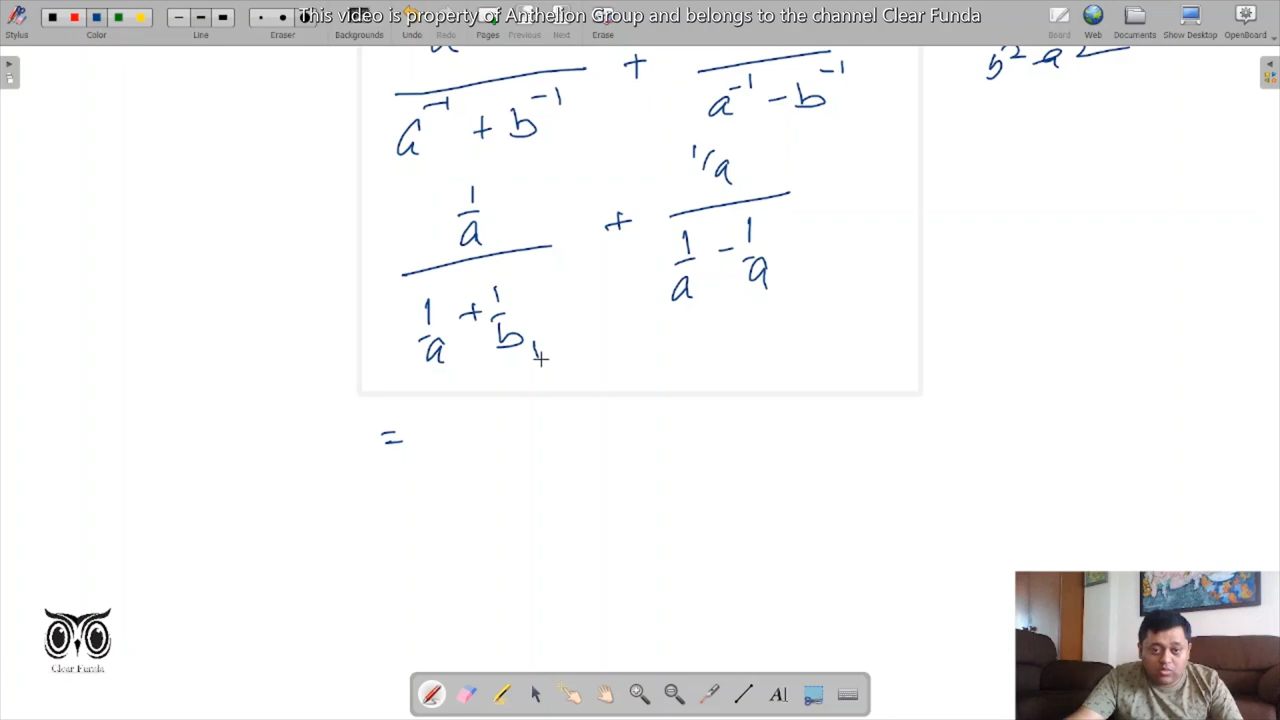 This video is property of Anthelion Group and belongs to the channel Clear Funda
Stylus Color Line Eraser Backgrounds Undo Redo Pages Previous Next Erase Board Web Documents Show Desktop OpenBoard
a⁻¹ + b⁻¹ + a⁻¹ - b⁻¹
b² - a²
1/a + 1/a
1/a + 1/b 1/a - 1/a
=
Clear Funda